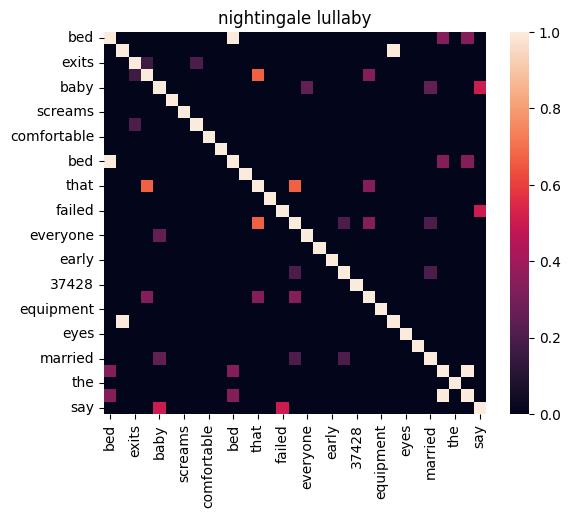 nightingale lullaby
bed
exits
baby
screams
comfortable
bed
that
failed
everyone
early
37428
equipment
eyes
married
the
say
bed
exits
baby
screams
comfortable
bed
that
failed
everyone
early
37428
equipment
eyes
married
the
say
1.0
0.8
0.6
0.4
0.2
0.0